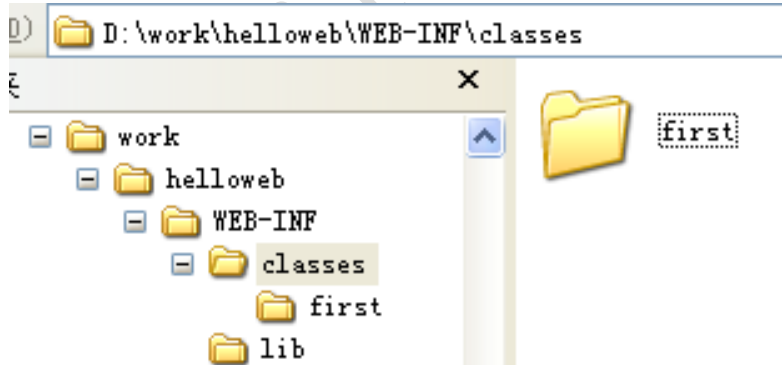 D:\work\helloweb\WEB-INF\classes
work
helloweb
WEB-INF
classes
first
lib
first